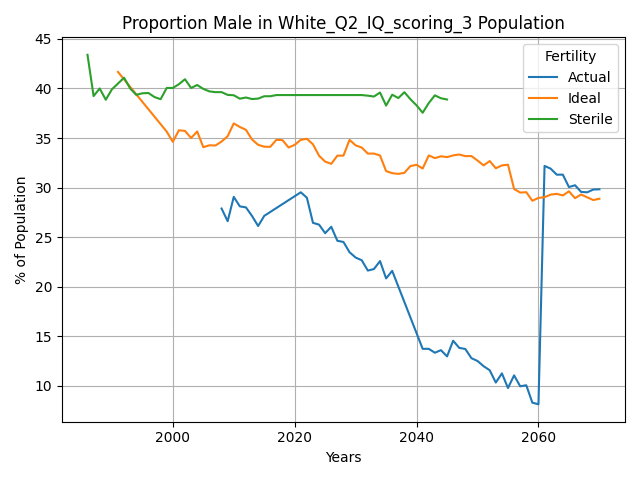 Proportion Male in White_Q2_IQ_scoring_3 Population
% of Population
45
40
35
30
25
20
15
10
Fertility
Actual
Ideal
Sterile
2000
2020
2040
2060
Years